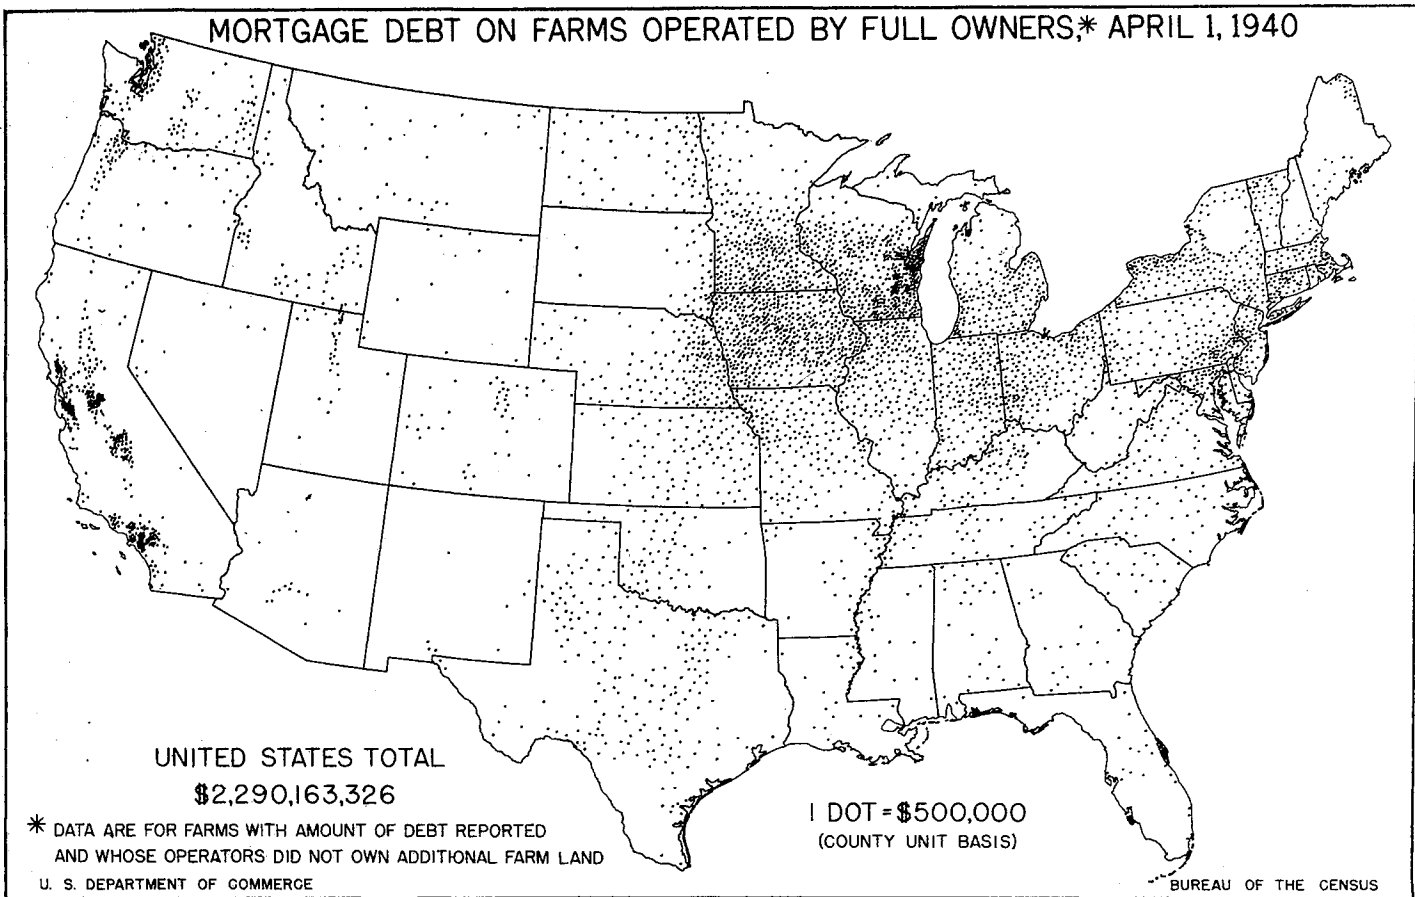 MORTGAGE DEBT ON FARMS OPERATED BY FULL OWNERS,* APRIL 1, 1940
UNITED STATES TOTAL
$2,290,163,326
* DATA ARE FOR FARMS WITH AMOUNT OF DEBT REPORTED
AND WHOSE OPERATORS DID NOT OWN ADDITIONAL FARM LAND
U. S. DEPARTMENT OF COMMERCE
1 DOT = $500,000
(COUNTY UNIT BASIS)
BUREAU OF THE CENSUS